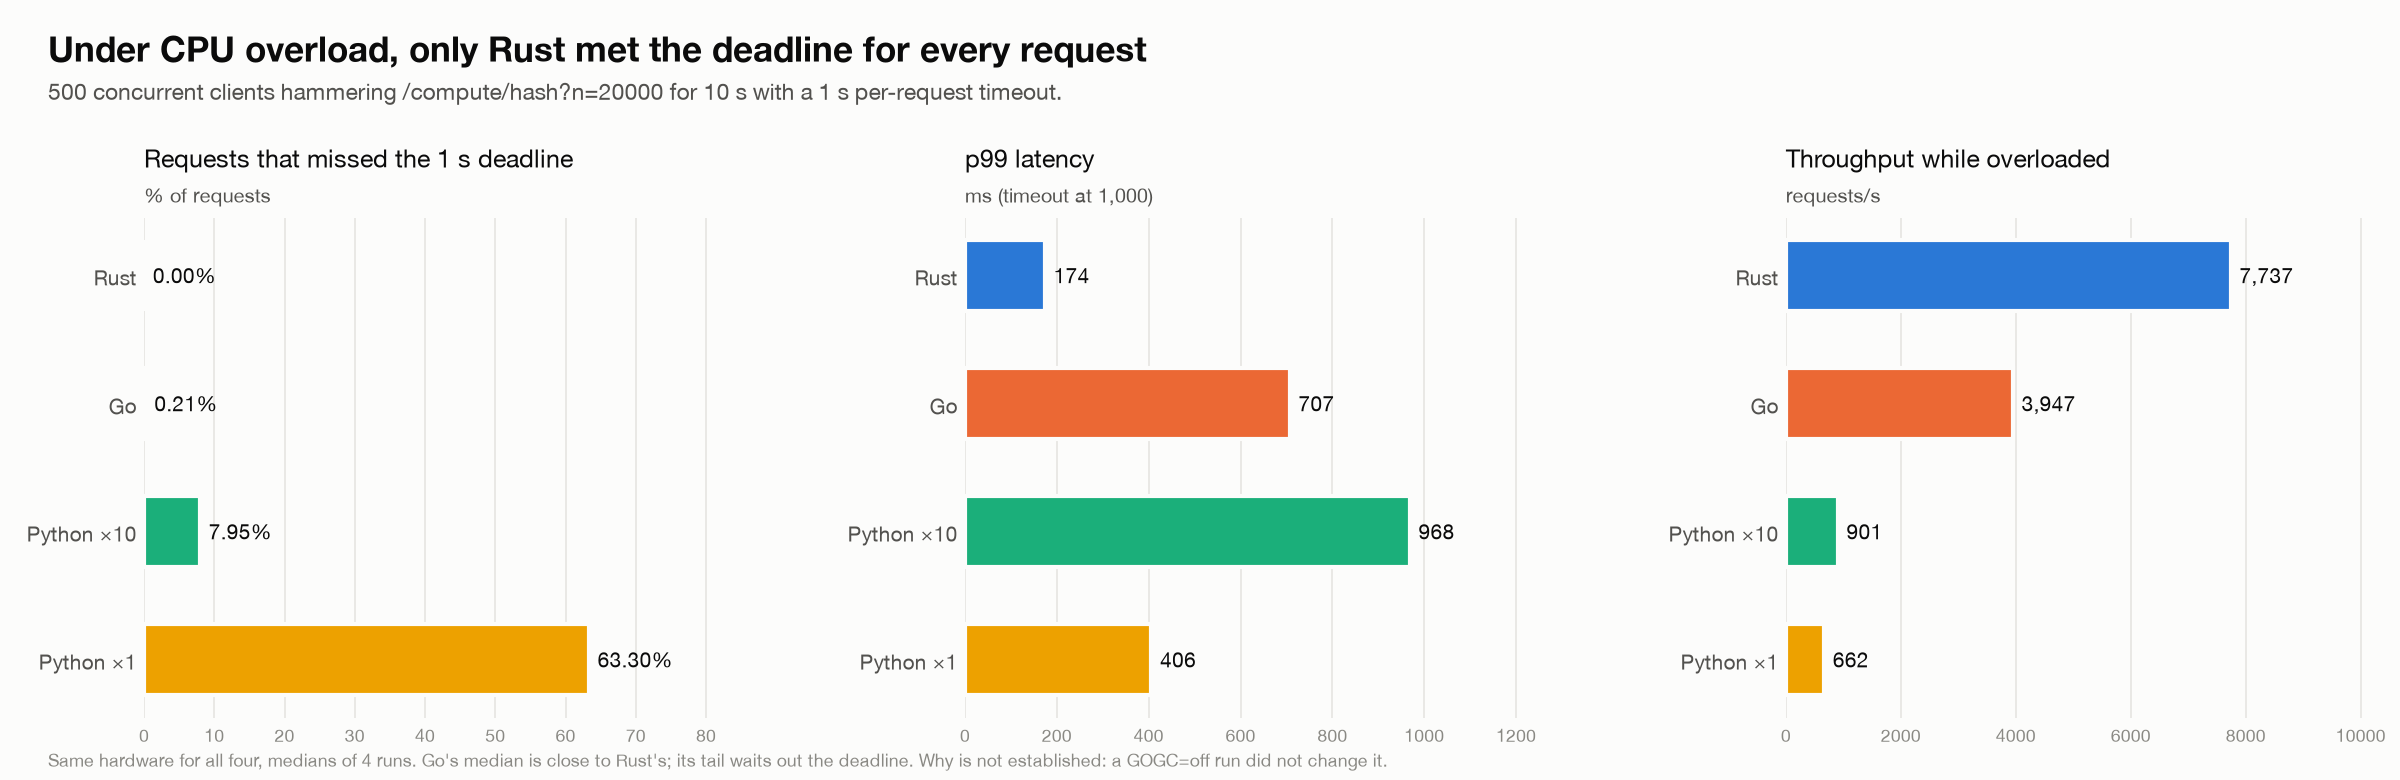 Under CPU overload, only Rust met the deadline for every request
500 concurrent clients hammering /compute/hash?n=20000 for 10 s with a 1 s per-request timeout.
Requests that missed the 1 s deadline
% of requests
Rust 0.00%
Go 0.21%
Python ×10 7.95%
Python ×1 63.30%
0 10 20 30 40 50 60 70 80
p99 latency
ms (timeout at 1,000)
Rust 174
Go 707
Python ×10 968
Python ×1 406
0 200 400 600 800 1000 1200
Throughput while overloaded
requests/s
Rust 7,737
Go 3,947
Python ×10 901
Python ×1 662
0 2000 4000 6000 8000 10000
Same hardware for all four, medians of 4 runs. Go's median is close to Rust's; its tail waits out the deadline. Why is not established: a GOGC=off run did not change it.